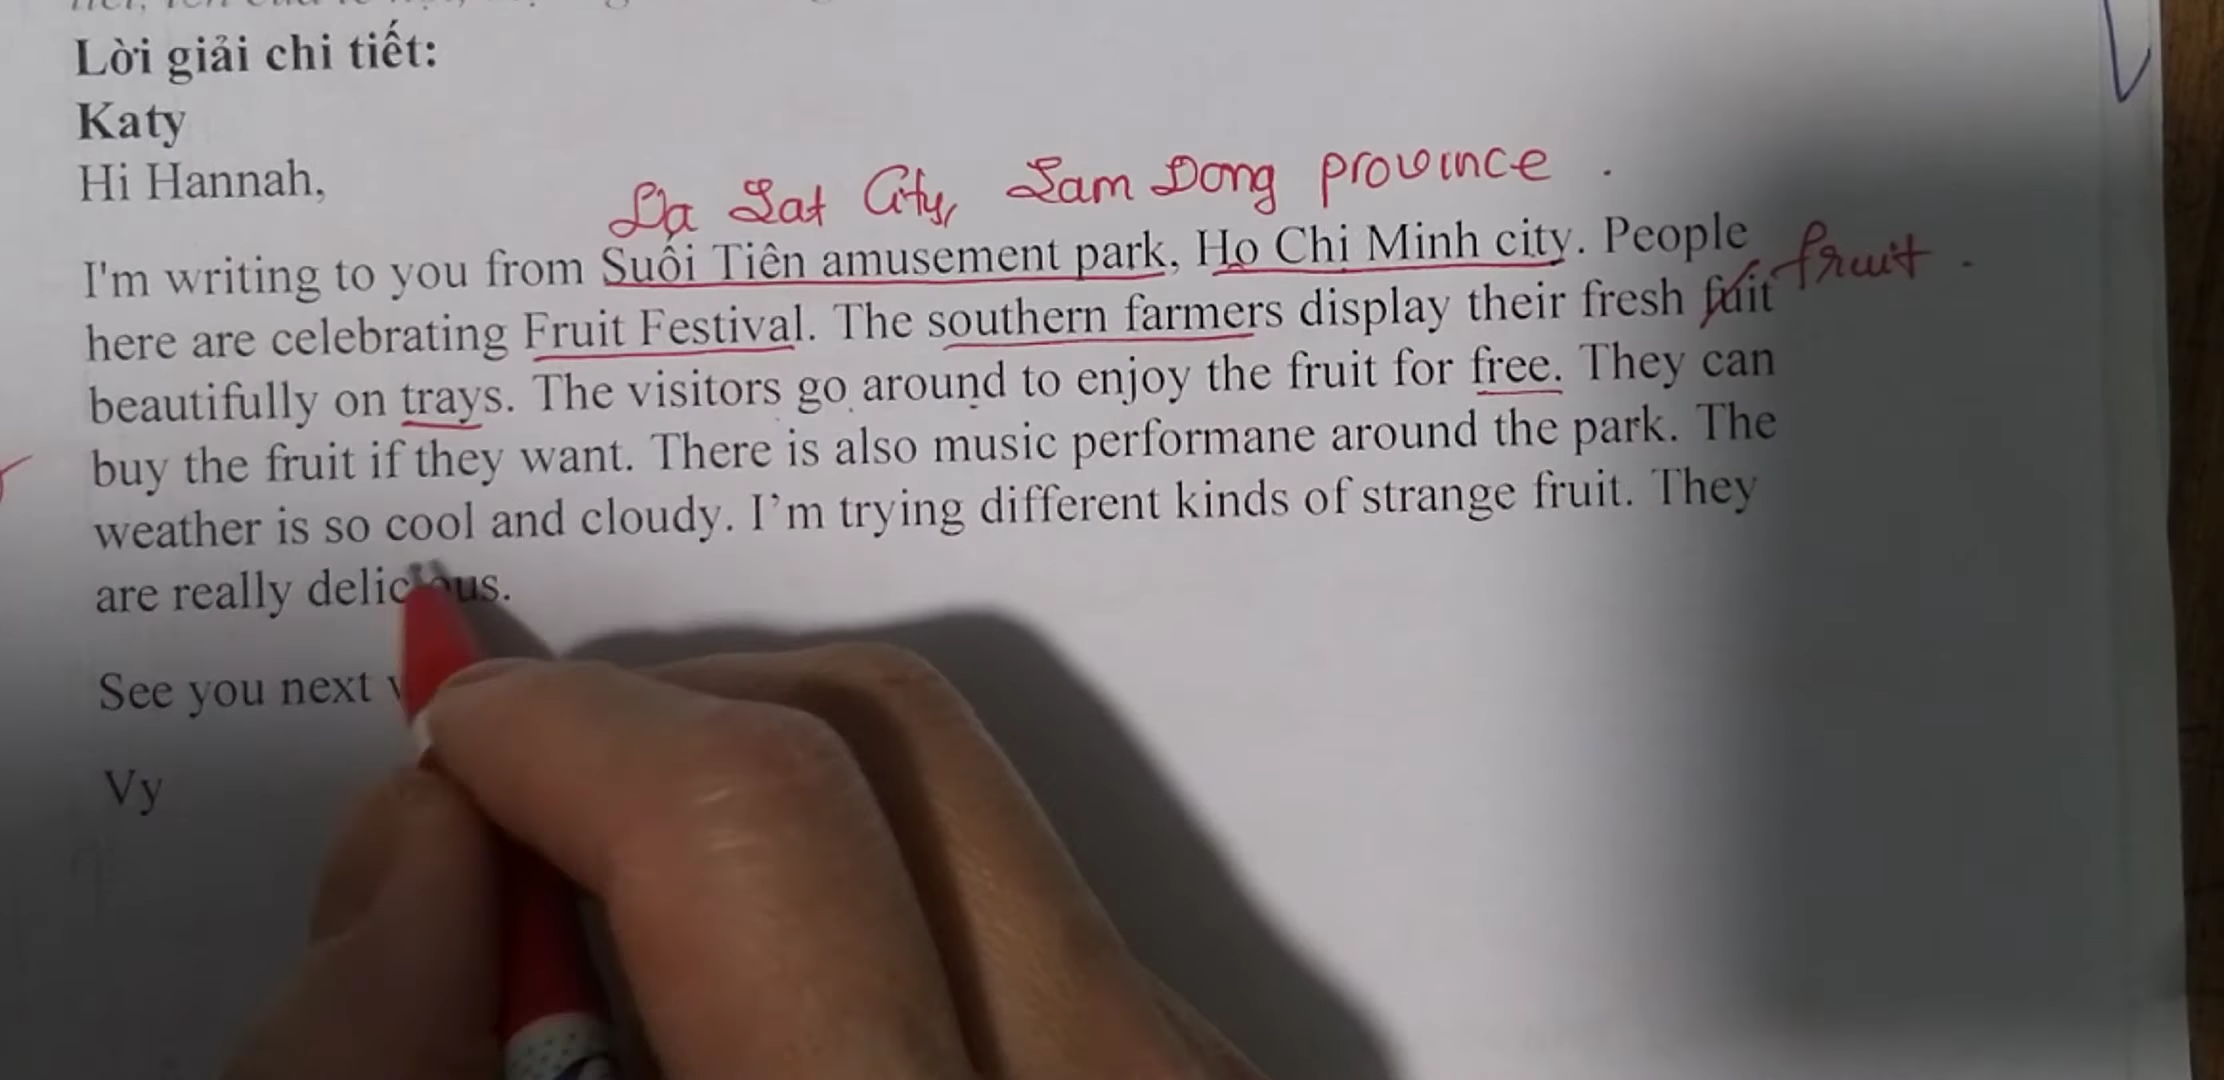 Lời giải chi tiết:
Katy
Hi Hannah,
Da Lat City, Lam Dong province.
I'm writing to you from Suối Tiên amusement park, Ho Chi Minh city. People
fruit.
here are celebrating Fruit Festival. The southern farmers display their fresh fuit
beautifully on trays. The visitors go around to enjoy the fruit for free. They can
buy the fruit if they want. There is also music performane around the park. The
weather is so cool and cloudy. I'm trying different kinds of strange fruit. They
are really delicious.
See you next
Vy